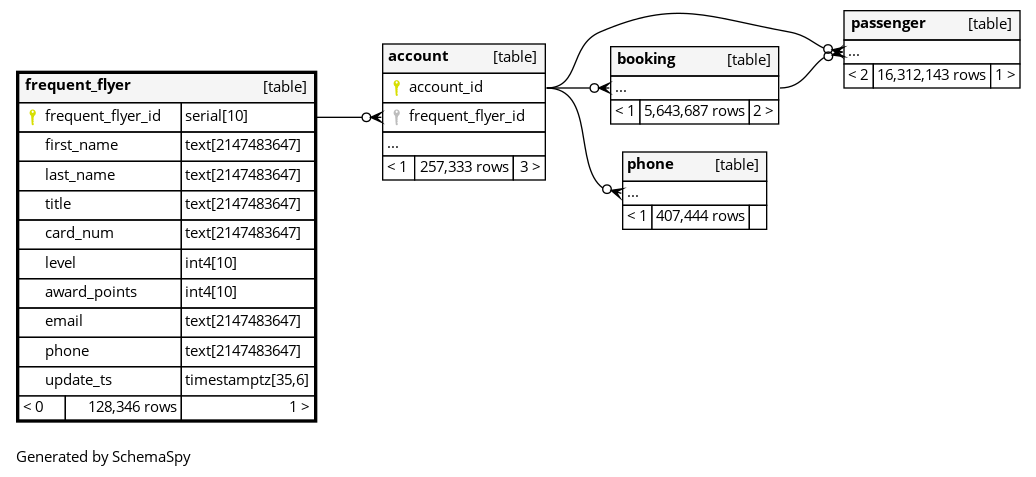 frequent_flyer [table]
frequent_flyer_id serial[10]
first_name text[2147483647]
last_name text[2147483647]
title text[2147483647]
card_num text[2147483647]
level int4[10]
award_points int4[10]
email text[2147483647]
phone text[2147483647]
update_ts timestamptz[35,6]
< 0 128,346 rows 1 >
account [table]
account_id
frequent_flyer_id
...
< 1 257,333 rows 3 >
booking [table]
...
< 1 5,643,687 rows 2 >
phone [table]
...
< 1 407,444 rows
passenger [table]
...
< 2 16,312,143 rows 1 >
Generated by SchemaSpy